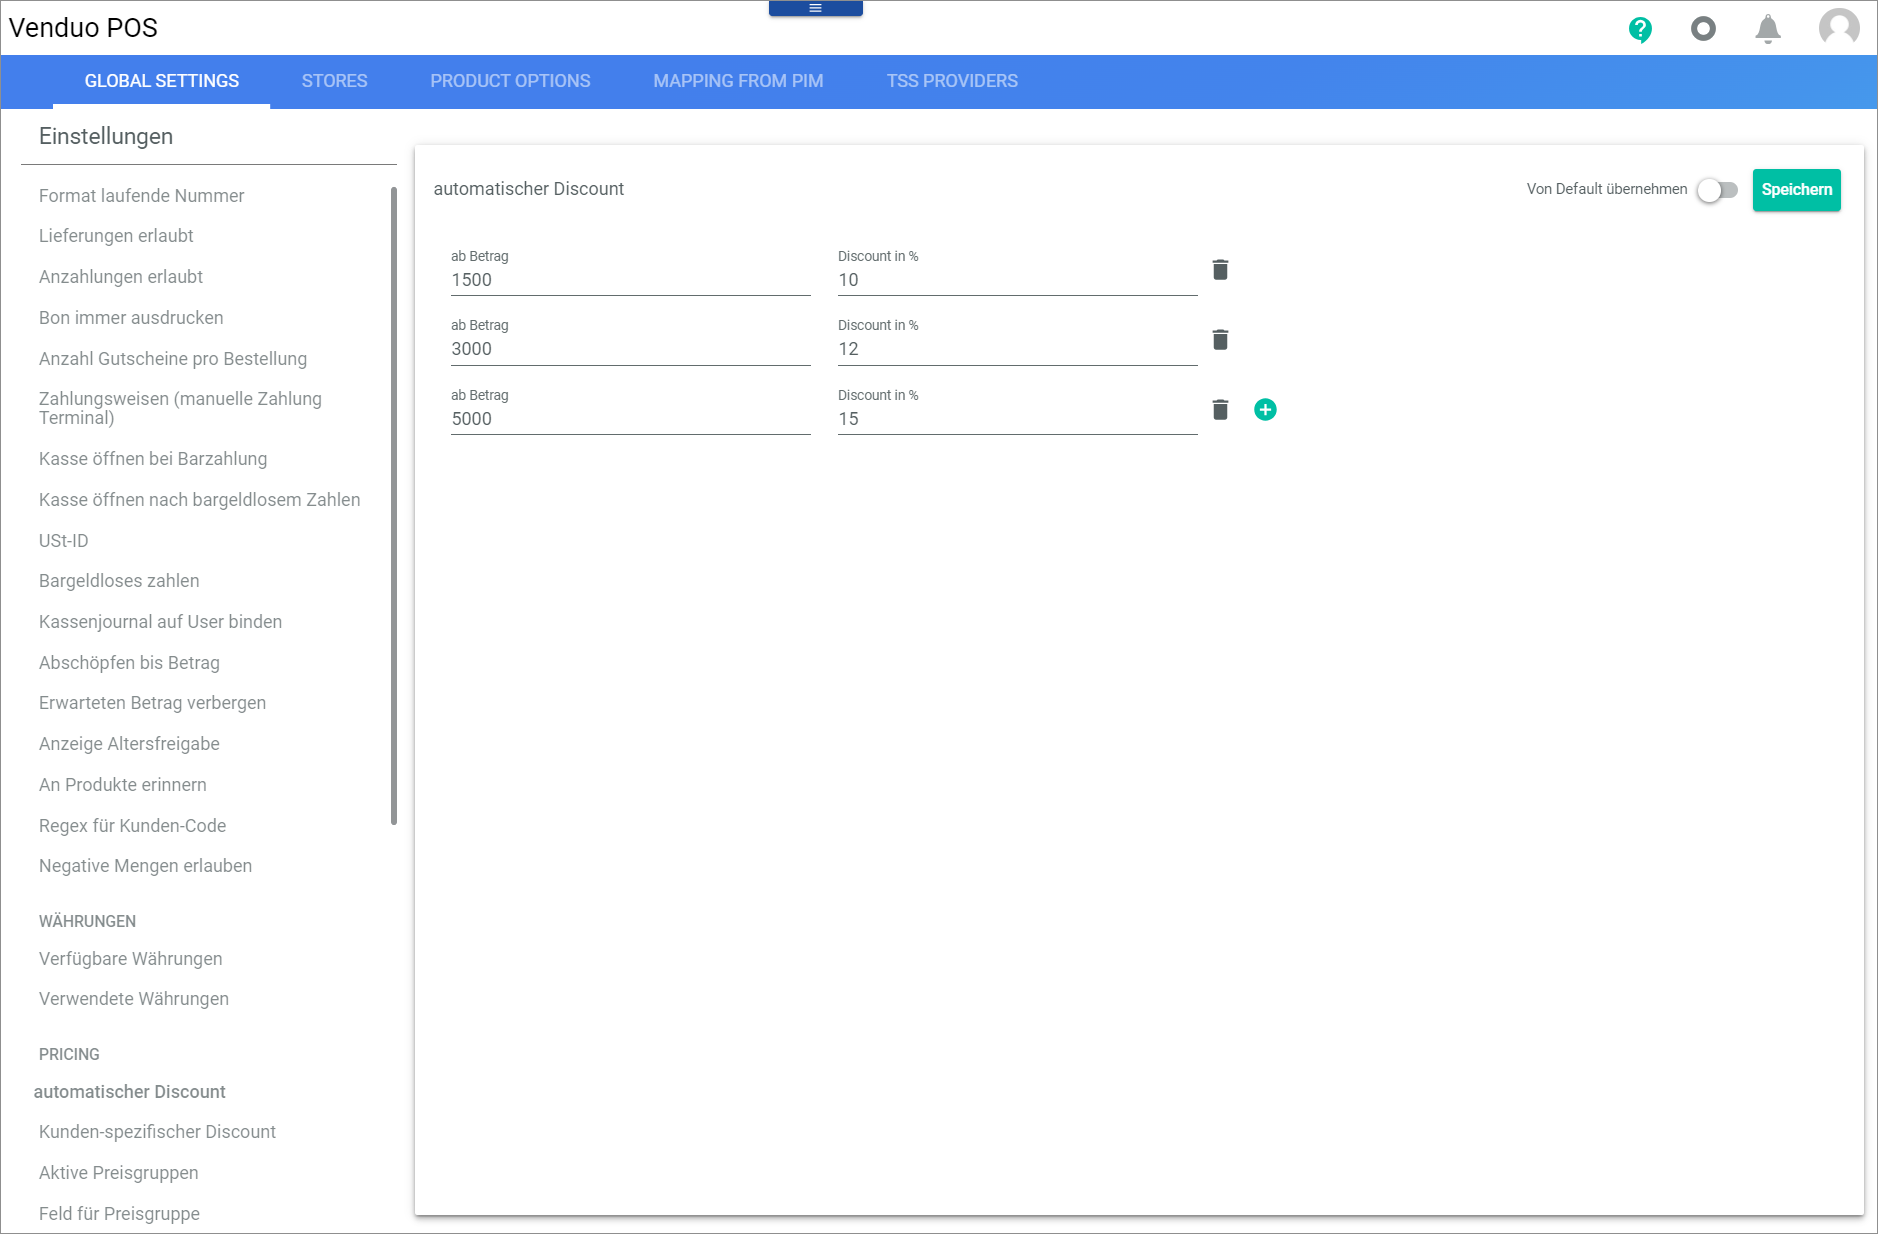 Venduo POS
GLOBAL SETTINGS
STORES
PRODUCT OPTIONS
MAPPING FROM PIM
TSS PROVIDERS
Einstellungen
Format laufende Nummer
Lieferungen erlaubt
Anzahlungen erlaubt
Bon immer ausdrucken
Anzahl Gutscheine pro Bestellung
Zahlungsweisen (manuelle Zahlung
Terminal)
Kasse öffnen bei Barzahlung
Kasse öffnen nach bargeldlosem Zahlen
USt-ID
Bargeldloses zahlen
Kassenjournal auf User binden
Abschöpfen bis Betrag
Erwarteten Betrag verbergen
Anzeige Altersfreigabe
An Produkte erinnern
Regex für Kunden-Code
Negative Mengen erlauben
WÄHRUNGEN
Verfügbare Währungen
Verwendete Währungen
PRICING
automatischer Discount
Kunden-spezifischer Discount
Aktive Preisgruppen
Feld für Preisgruppe
automatischer Discount
Von Default übernehmen
Speichern
ab Betrag
1500
Discount in %
10
ab Betrag
3000
Discount in %
12
ab Betrag
5000
Discount in %
15